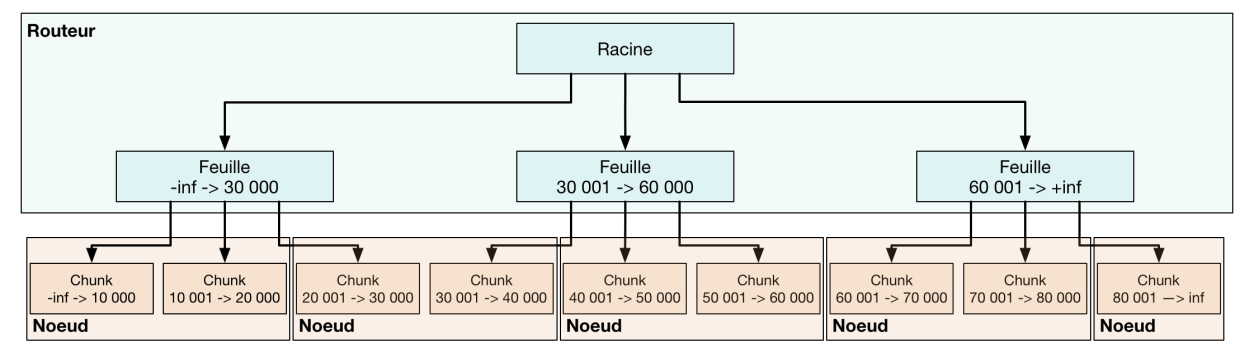 Routeur
Racine
Feuille
-inf -> 30 000
Feuille
30 001 -> 60 000
Feuille
60 001 -> +inf
Chunk
-inf -> 10 000
Chunk
10 001 -> 20 000
Chunk
20 001 -> 30 000
Chunk
30 001 -> 40 000
Chunk
40 001 -> 50 000
Chunk
50 001 -> 60 000
Chunk
60 001 -> 70 000
Chunk
70 001 -> 80 000
Chunk
80 001 —> inf
Noeud
Noeud
Noeud
Noeud
Noeud